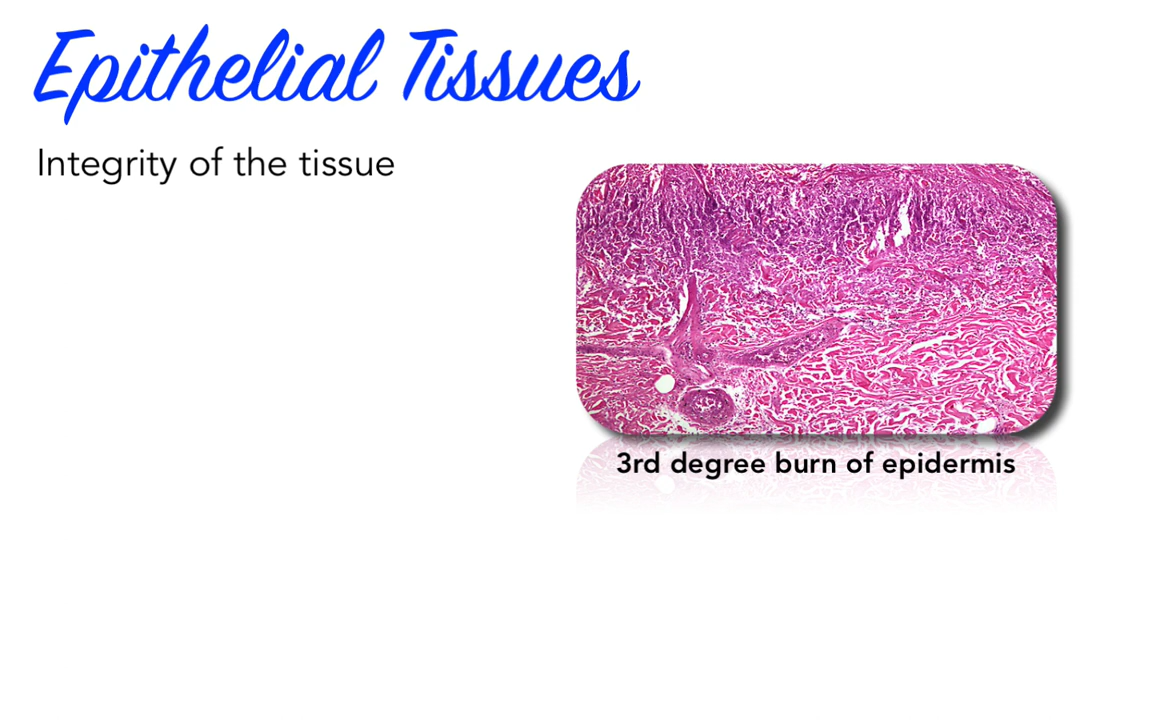 Epithelial Tissues
Integrity of the tissue
3rd degree burn of epidermis